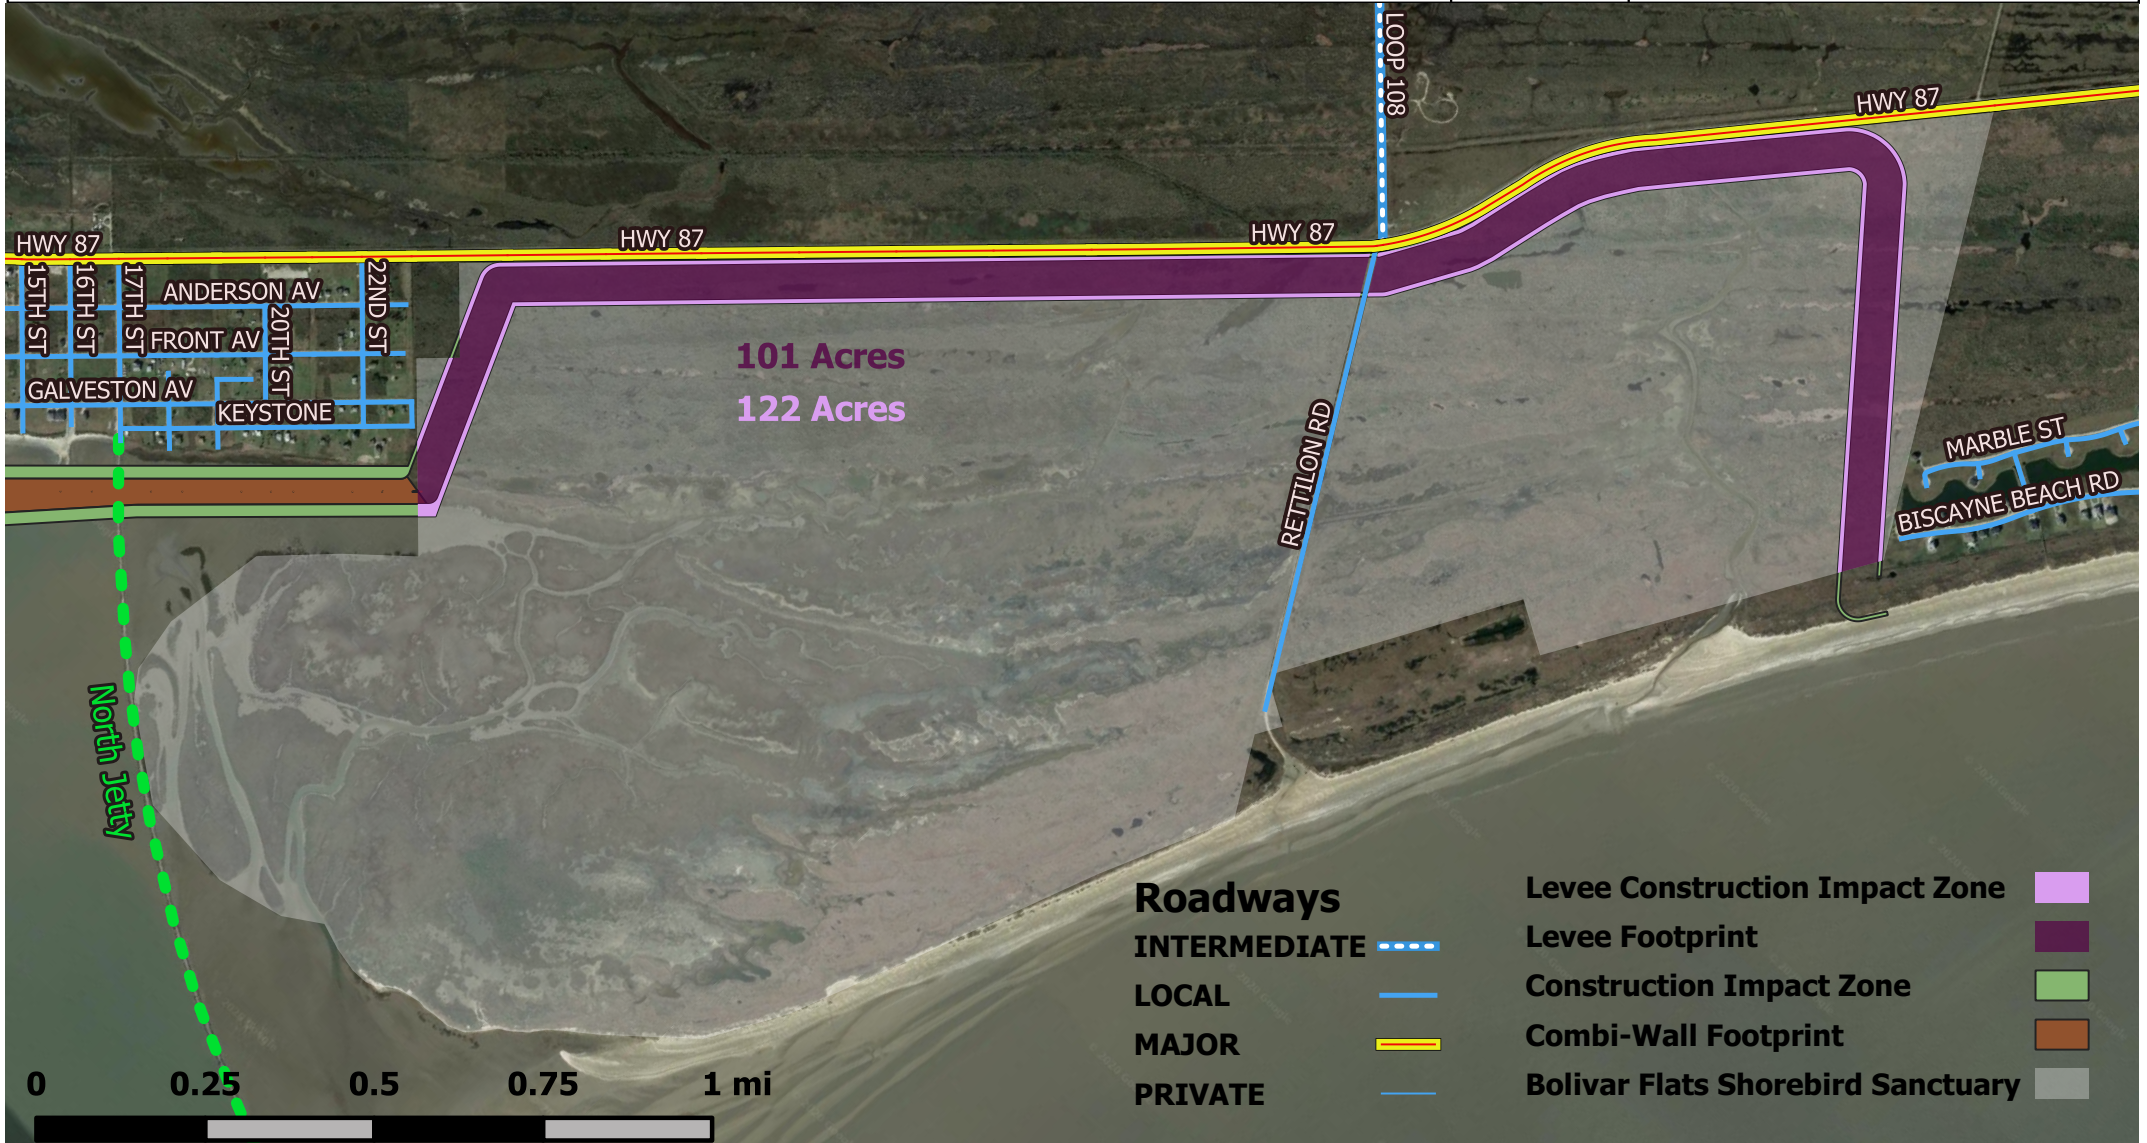 LOOP 108
HWY 87
HWY 87
HWY 87
HWY 87
15TH ST
16TH ST
17TH ST
ANDERSON AV
20TH ST
22ND ST
FRONT AV
GALVESTON AV
KEYSTONE
101 Acres
122 Acres
RETTILON RD
MARBLE ST
BISCAYNE BEACH RD
North Jetty
Roadways
INTERMEDIATE
LOCAL
MAJOR
PRIVATE
Levee Construction Impact Zone
Levee Footprint
Construction Impact Zone
Combi-Wall Footprint
Bolivar Flats Shorebird Sanctuary
0 0.25 0.5 0.75 1 mi